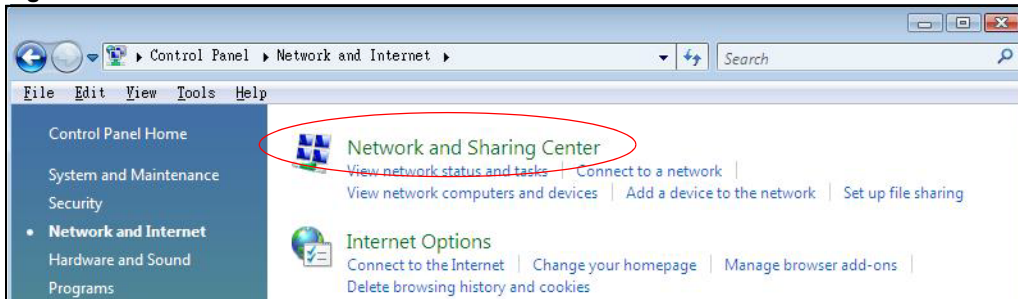 Control Panel ▸ Network and Internet ▸ Search
File Edit View Tools Help
Control Panel Home
System and Maintenance
Security
• Network and Internet
Hardware and Sound
Programs
Network and Sharing Center
View network status and tasks | Connect to a network |
View network computers and devices | Add a device to the network | Set up file sharing
Internet Options
Connect to the Internet | Change your homepage | Manage browser add-ons |
Delete browsing history and cookies